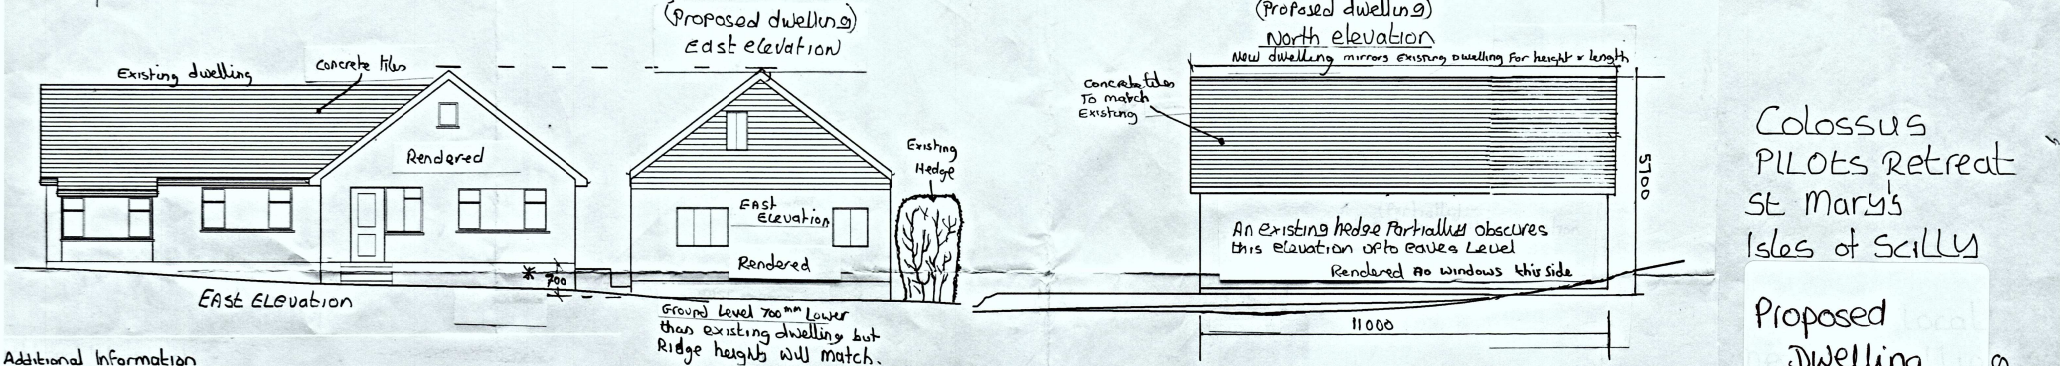 (Proposed dwelling)
East elevation
(Proposed dwelling)
North elevation
New dwelling mirrors Existing Dwelling For height & length
Existing dwelling
Concrete tiles
Rendered
EAST ELEVATION
* 700
East
Elevation
Rendered
Existing
Hedge
Ground Level 700mm Lower
than existing dwelling but
Ridge heights will match.
Concrete tiles
To match
Existing
An existing hedge Partially obscures
this elevation upto eaves Level
Rendered No windows this side
5700
11000
Colossus
PILOTS Retreat
St Mary's
Isles of Scilly
Proposed
Dwelling
Additional Information